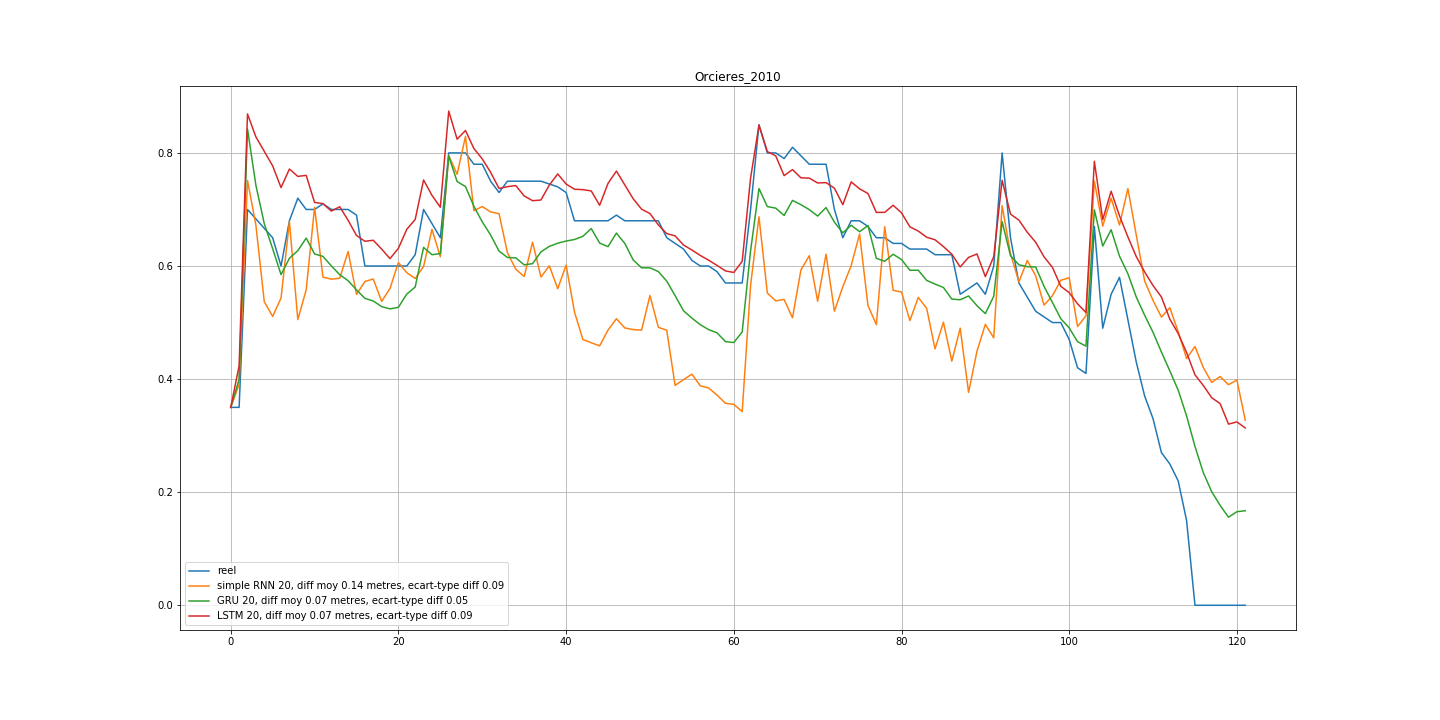 Orcieres_2010
0.8
0.6
0.4
0.2
0.0
reel
simple RNN 20, diff moy 0.14 metres, ecart-type diff 0.09
GRU 20, diff moy 0.07 metres, ecart-type diff 0.05
LSTM 20, diff moy 0.07 metres, ecart-type diff 0.09
0 20 40 60 80 100 120